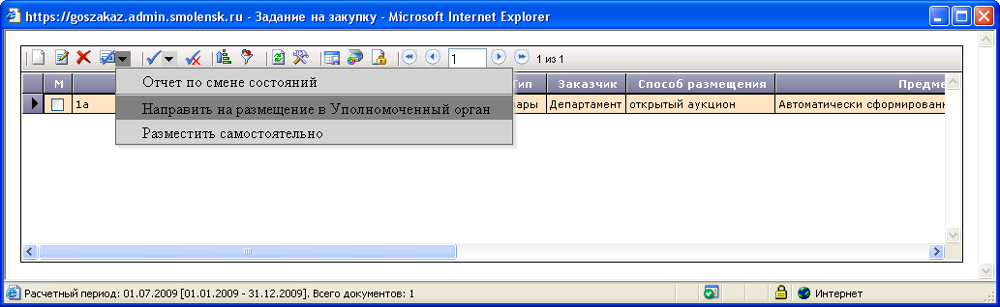 https://goszakaz.admin.smolensk.ru - Задание на закупку - Microsoft Internet Explorer
1
1 из 1
М
Тип Заказчик Способ размещения Предме
1а
вары Департамент открытый аукцион Автоматически сформирован
Отчет по смене состояний
Направить на размещение в Уполномоченный орган
Разместить самостоятельно
Расчетный период: 01.07.2009 [01.01.2009 - 31.12.2009]. Всего документов: 1
Интернет